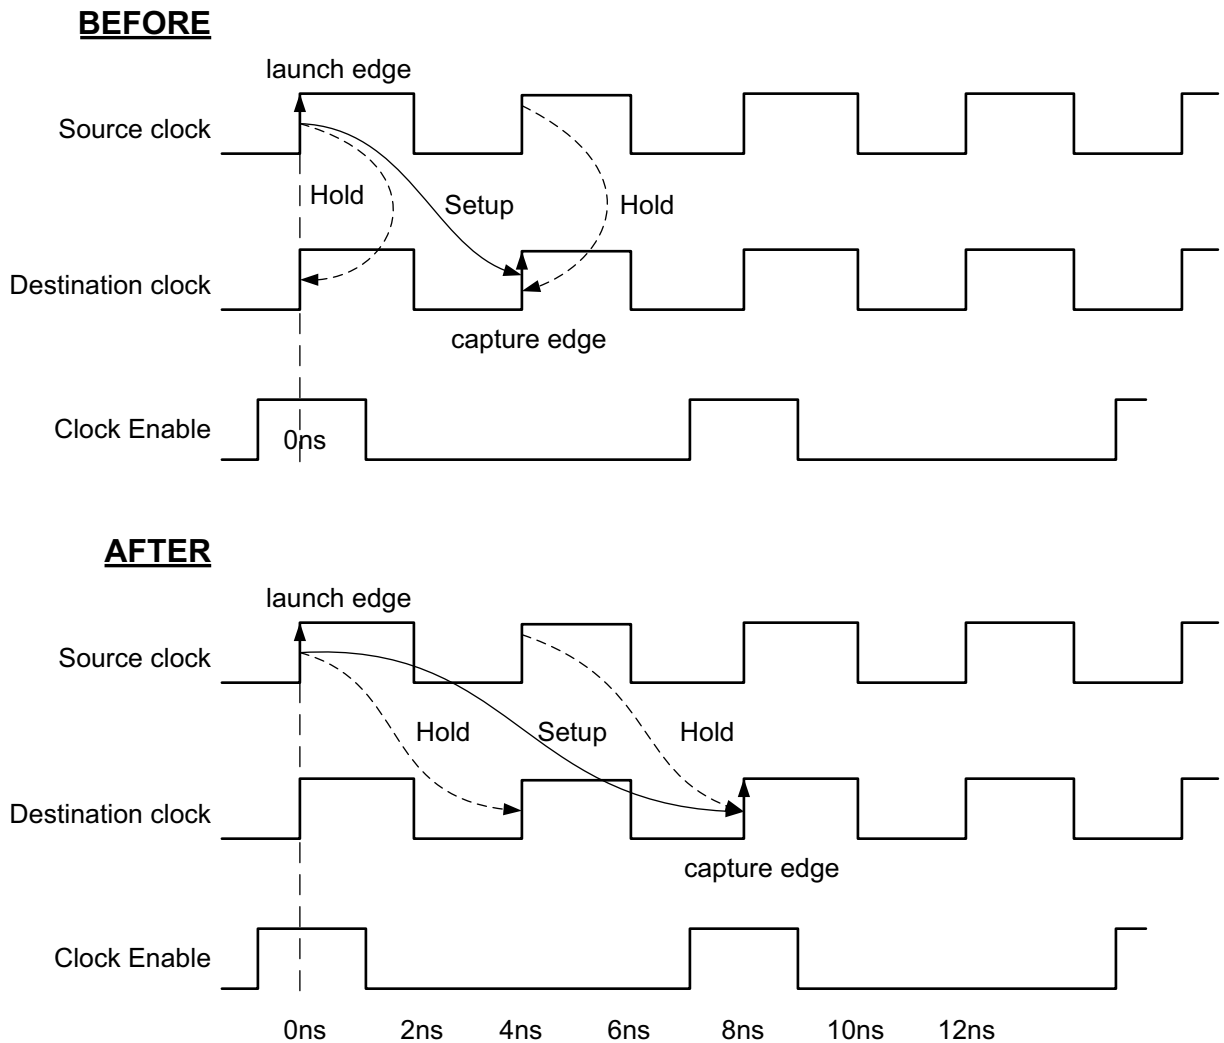 BEFORE
launch edge
Source clock
Hold
Setup
Hold
Destination clock
capture edge
Clock Enable
0ns
AFTER
launch edge
Source clock
Hold
Setup
Hold
Destination clock
capture edge
Clock Enable
0ns 2ns 4ns 6ns 8ns 10ns 12ns